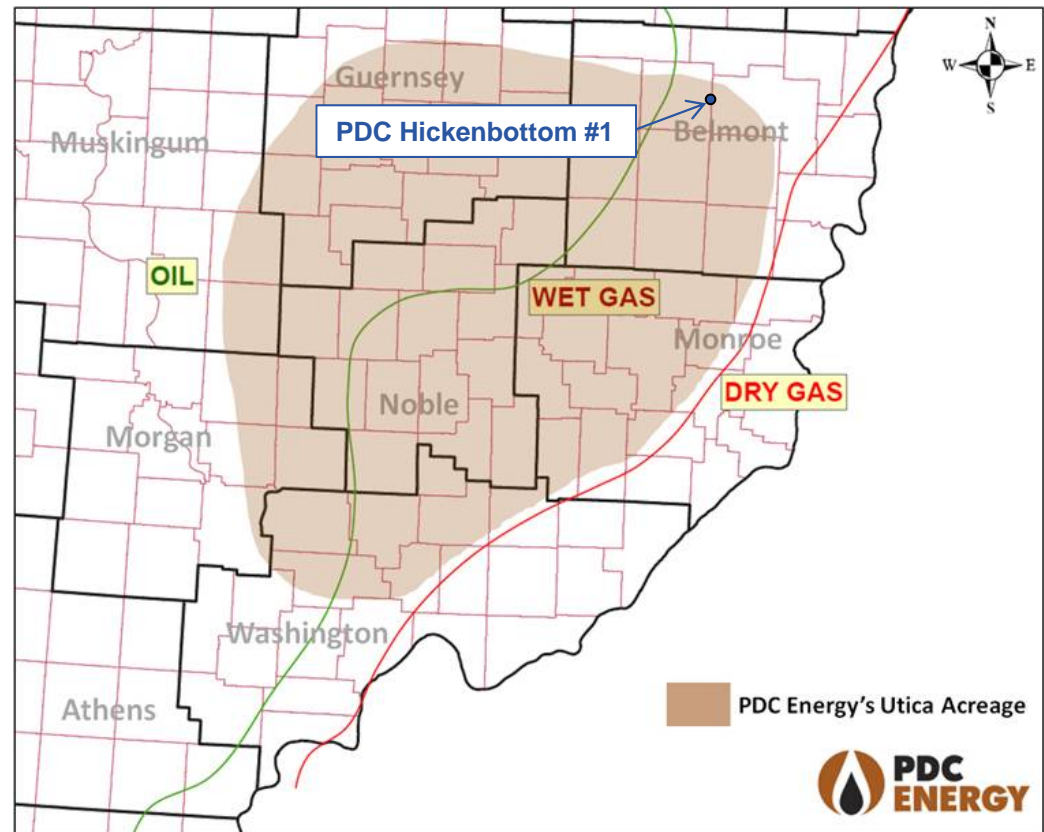 N
W E
S
Guernsey
PDC Hickenbottom #1
Muskingum
Belmont
OIL
WET GAS
Monroe
DRY GAS
Noble
Morgan
Washington
Athens
PDC Energy's Utica Acreage
PDC
ENERGY